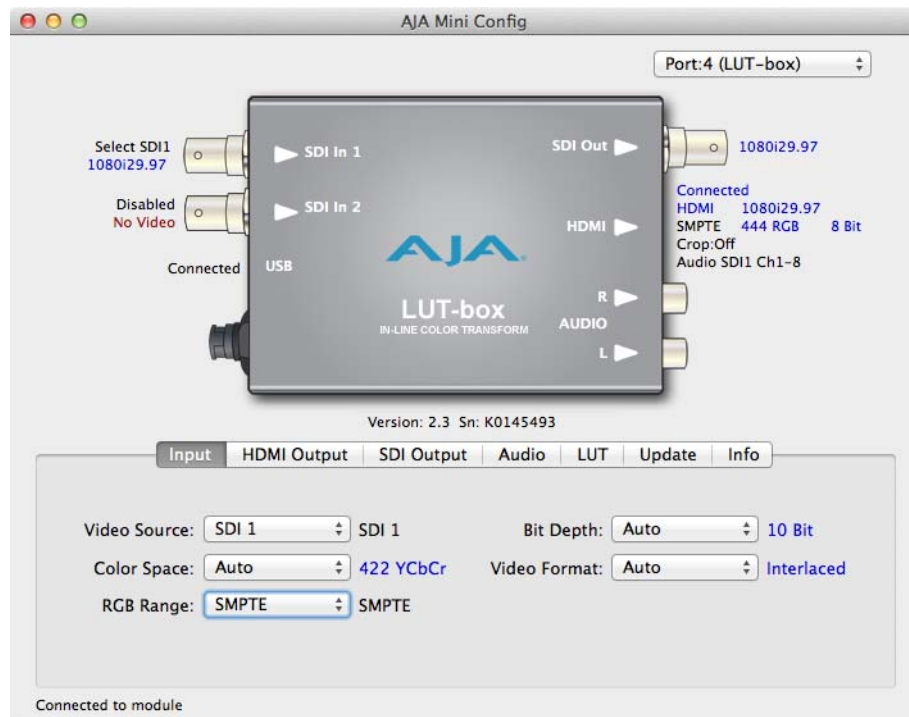 AJA Mini Config
Port:4 (LUT-box)
Select SDI1
1080i29.97
SDI In 1
SDI Out
1080i29.97
Disabled
No Video
SDI In 2
Connected
HDMI 1080i29.97
SMPTE 444 RGB 8 Bit
Crop:Off
Audio SDI1 Ch1-8
HDMI
Connected
USB
AJA
LUT-box
IN-LINE COLOR TRANSFORM
R
AUDIO
L
Version: 2.3 Sn: K0145493
Input HDMI Output SDI Output Audio LUT Update Info
Video Source: SDI 1 SDI 1 Bit Depth: Auto 10 Bit
Color Space: Auto 422 YCbCr Video Format: Auto Interlaced
RGB Range: SMPTE SMPTE
Connected to module